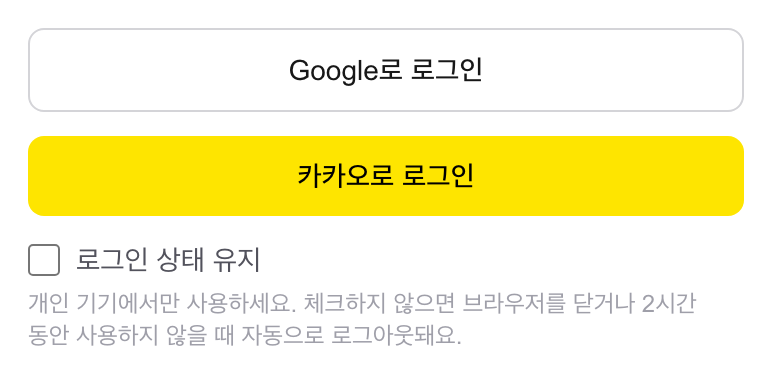 Google로 로그인
카카오로 로그인
로그인 상태 유지
개인 기기에서만 사용하세요. 체크하지 않으면 브라우저를 닫거나 2시간
동안 사용하지 않을 때 자동으로 로그아웃돼요.